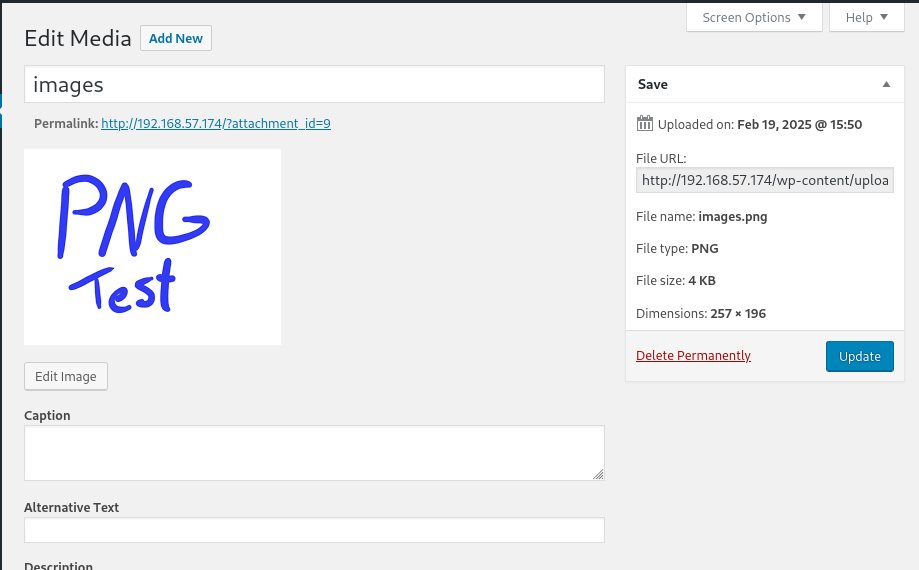 Screen Options ▼
Help ▼
Edit Media
Add New
images
Permalink: http://192.168.57.174/?attachment_id=9
PNG
Test
Edit Image
Caption
Alternative Text
Description
Save
Uploaded on: Feb 19, 2025 @ 15:50
File URL:
http://192.168.57.174/wp-content/uploa
File name: images.png
File type: PNG
File size: 4 KB
Dimensions: 257 × 196
Delete Permanently
Update